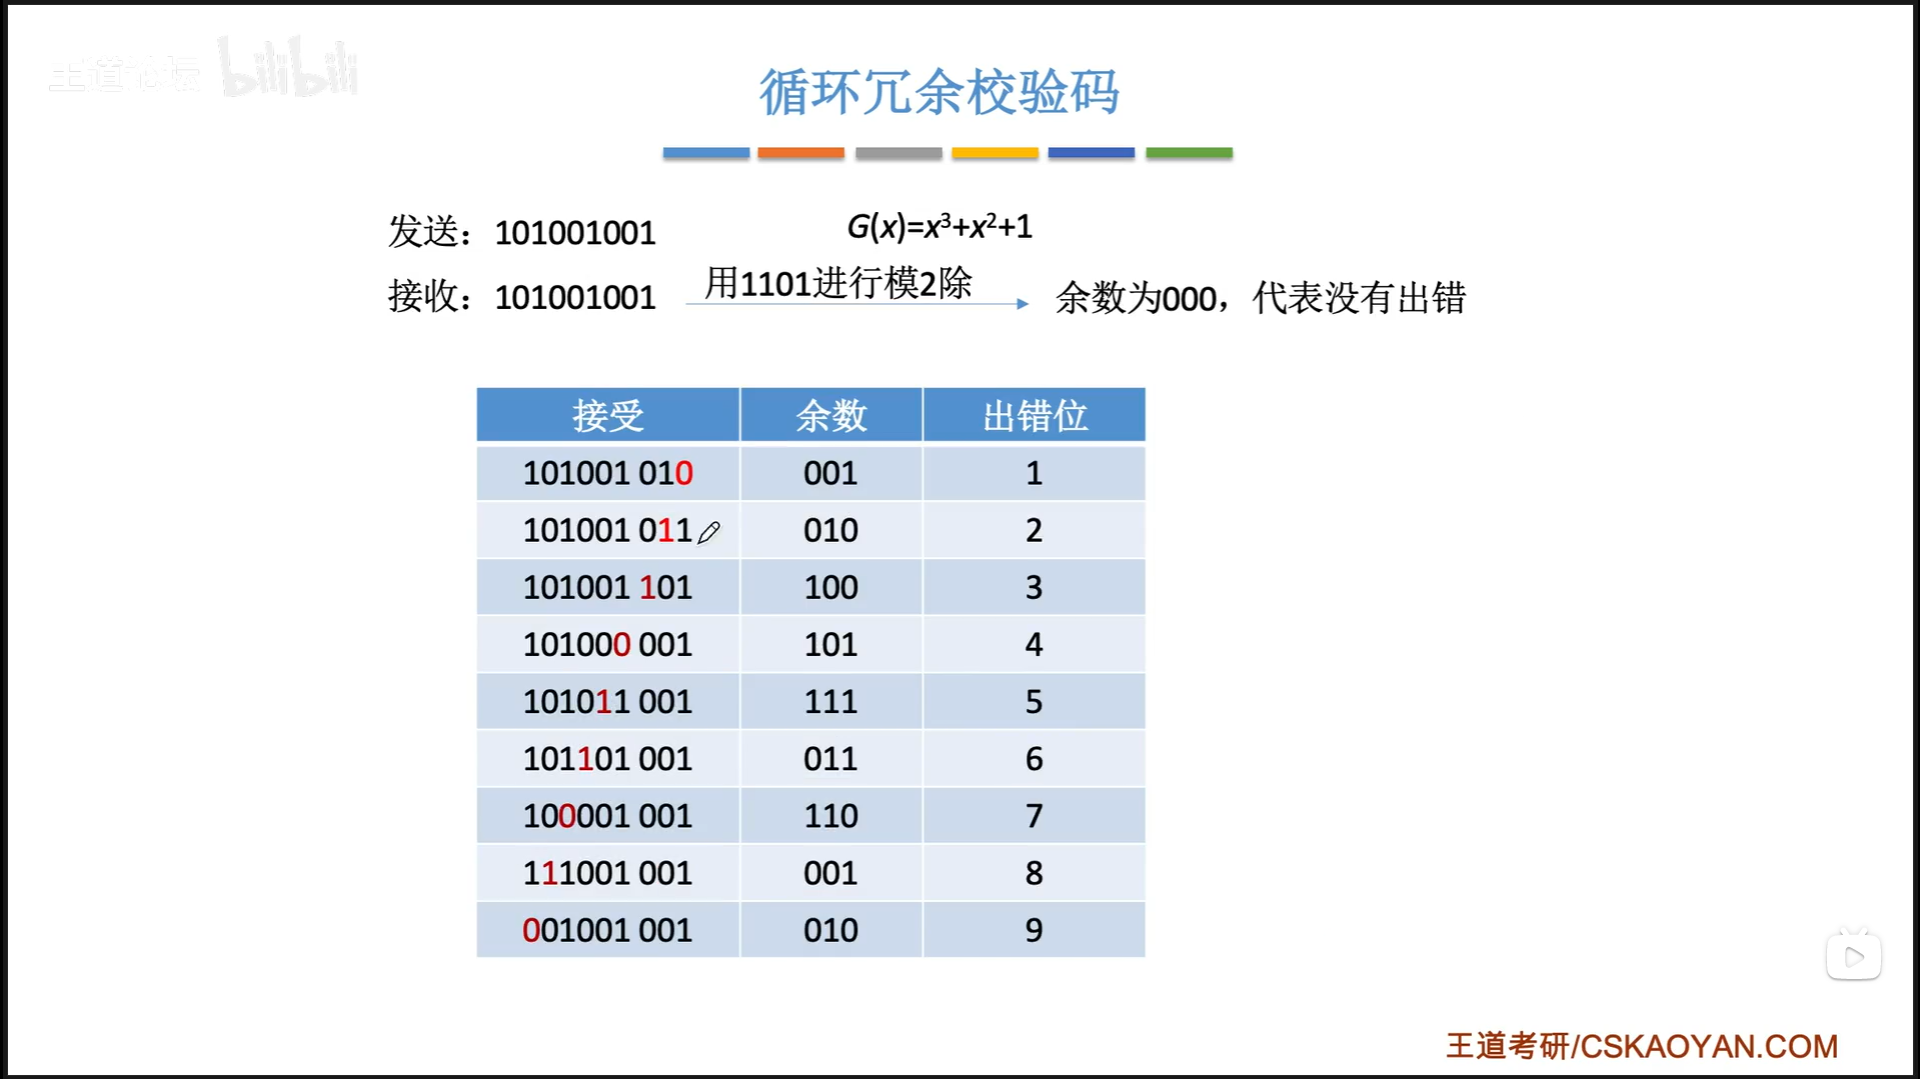 王道论坛 bilibili
循环冗余校验码
发送：101001001
G(x)=x³+x²+1
接收：101001001
用1101进行模2除
余数为000，代表没有出错
接受 余数 出错位
101001 010 001 1
101001 011 010 2
101001 101 100 3
101000 001 101 4
101011 001 111 5
101101 001 011 6
100001 001 110 7
111001 001 001 8
001001 001 010 9
王道考研/CSKAOYAN.COM